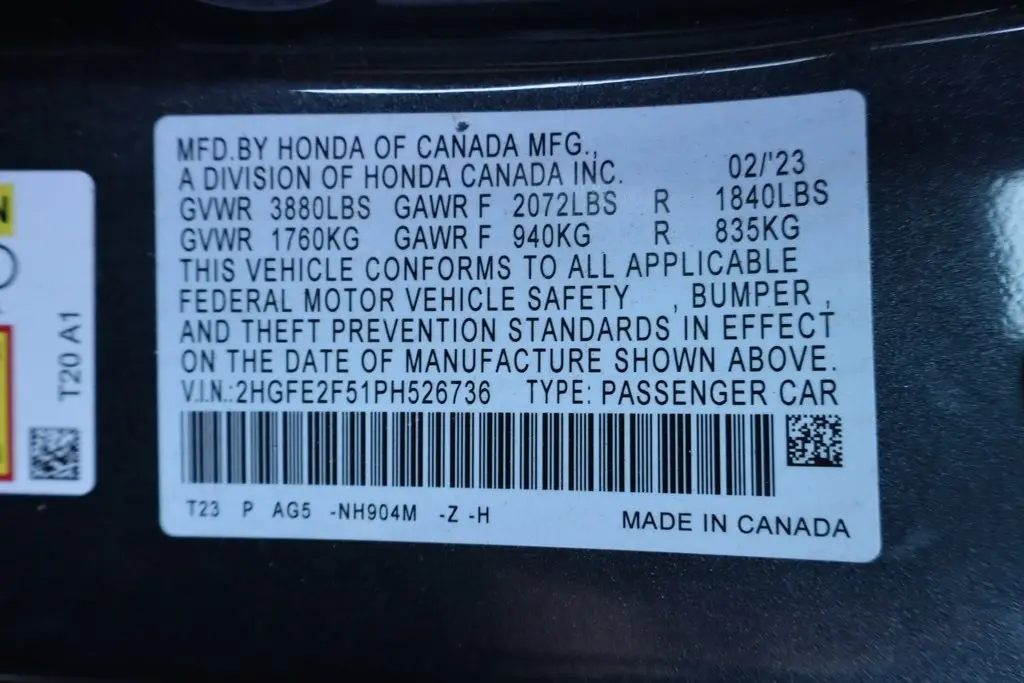 MFD.BY HONDA OF CANADA MFG.,
A DIVISION OF HONDA CANADA INC. 02/'23
GVWR 3880LBS GAWR F 2072LBS R 1840LBS
GVWR 1760KG GAWR F 940KG R 835KG
THIS VEHICLE CONFORMS TO ALL APPLICABLE
FEDERAL MOTOR VEHICLE SAFETY , BUMPER ,
AND THEFT PREVENTION STANDARDS IN EFFECT
ON THE DATE OF MANUFACTURE SHOWN ABOVE.
V.I.N.:2HGFE2F51PH526736 TYPE: PASSENGER CAR
T23 P AG5 -NH904M -Z -H
MADE IN CANADA
T20 A1